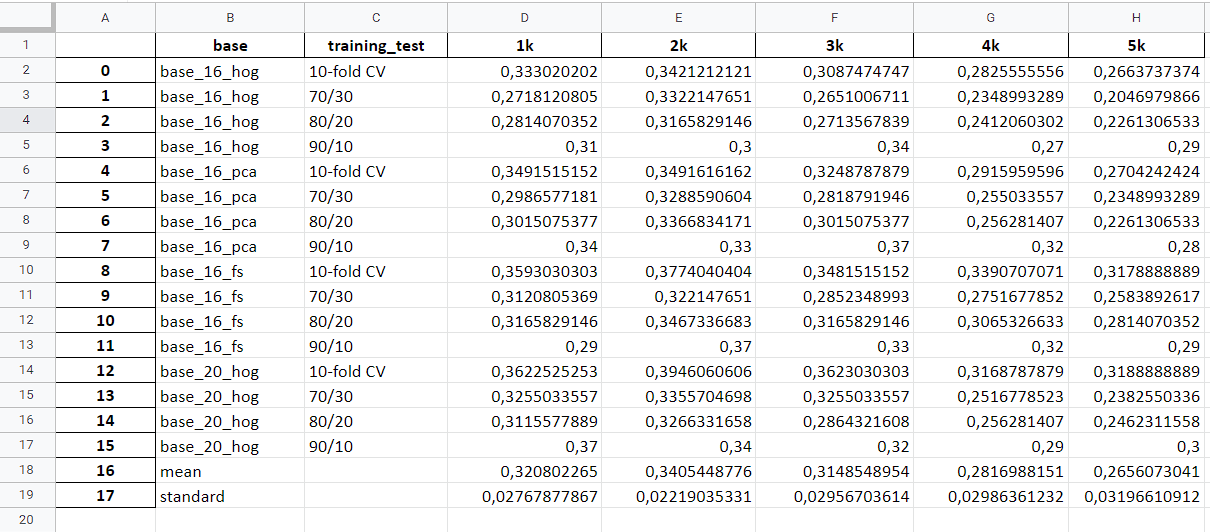 A B C D E F G H
1 base training_test 1k 2k 3k 4k 5k
2 0 base_16_hog 10-fold CV 0,333020202 0,3421212121 0,3087474747 0,2825555556 0,2663737374
3 1 base_16_hog 70/30 0,2718120805 0,3322147651 0,2651006711 0,2348993289 0,2046979866
4 2 base_16_hog 80/20 0,2814070352 0,3165829146 0,2713567839 0,2412060302 0,2261306533
5 3 base_16_hog 90/10 0,31 0,3 0,34 0,27 0,29
6 4 base_16_pca 10-fold CV 0,3491515152 0,3491616162 0,3248787879 0,2915959596 0,2704242424
7 5 base_16_pca 70/30 0,2986577181 0,3288590604 0,2818791946 0,255033557 0,2348993289
8 6 base_16_pca 80/20 0,3015075377 0,3366834171 0,3015075377 0,256281407 0,2261306533
9 7 base_16_pca 90/10 0,34 0,33 0,37 0,32 0,28
10 8 base_16_fs 10-fold CV 0,3593030303 0,3774040404 0,3481515152 0,3390707071 0,3178888889
11 9 base_16_fs 70/30 0,3120805369 0,322147651 0,2852348993 0,2751677852 0,2583892617
12 10 base_16_fs 80/20 0,3165829146 0,3467336683 0,3165829146 0,3065326633 0,2814070352
13 11 base_16_fs 90/10 0,29 0,37 0,33 0,32 0,29
14 12 base_20_hog 10-fold CV 0,3622525253 0,3946060606 0,3623030303 0,3168787879 0,3188888889
15 13 base_20_hog 70/30 0,3255033557 0,3355704698 0,3255033557 0,2516778523 0,2382550336
16 14 base_20_hog 80/20 0,3115577889 0,3266331658 0,2864321608 0,256281407 0,2462311558
17 15 base_20_hog 90/10 0,37 0,34 0,32 0,29 0,3
18 16 mean 0,320802265 0,3405448776 0,3148548954 0,2816988151 0,2656073041
19 17 standard 0,02767877867 0,02219035331 0,02956703614 0,02986361232 0,03196610912
20